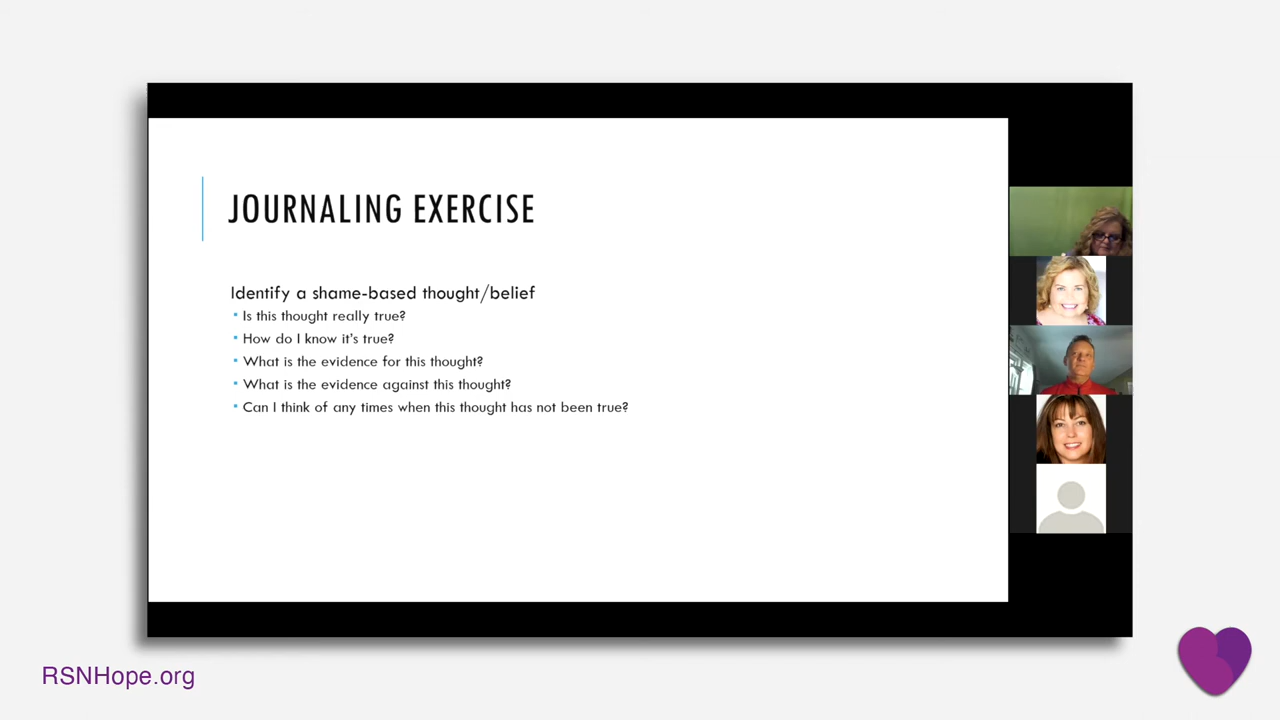 JOURNALING EXERCISE
Identify a shame-based thought/belief
▪ Is this thought really true?
▪ How do I know it's true?
▪ What is the evidence for this thought?
▪ What is the evidence against this thought?
▪ Can I think of any times when this thought has not been true?
RSNHope.org